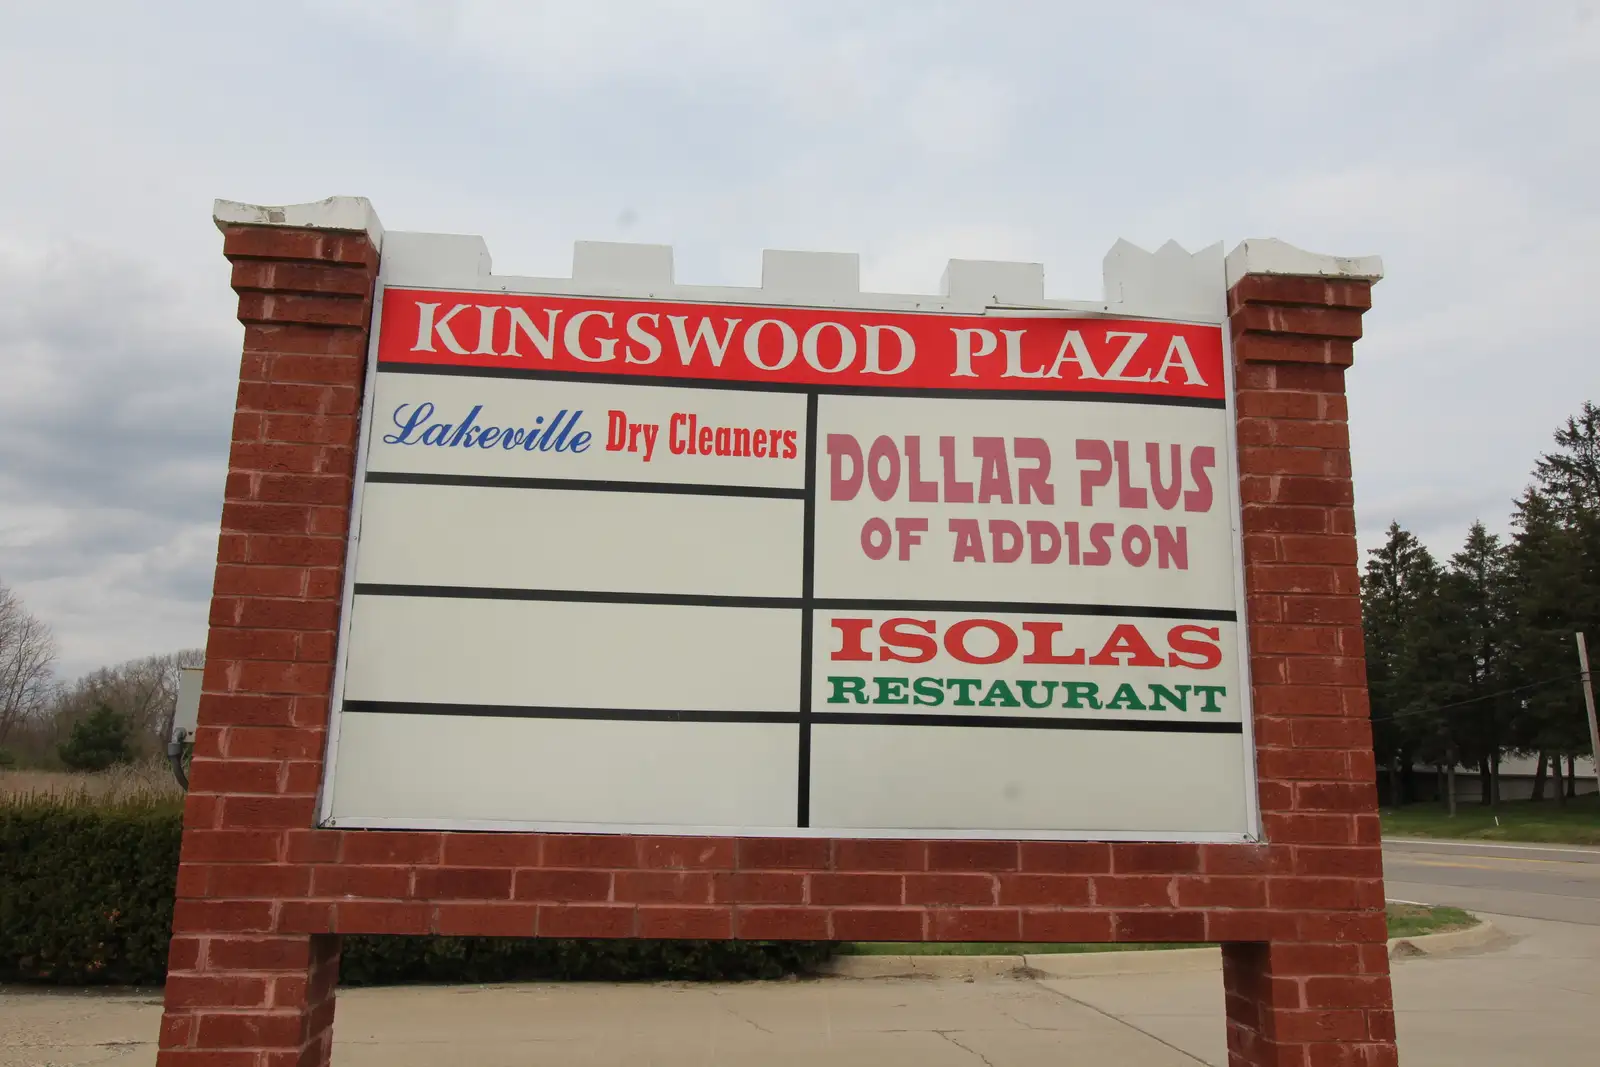 KINGSWOOD PLAZA
Lakeville Dry Cleaners
DOLLAR PLUS
OF ADDISON
ISOLAS
RESTAURANT